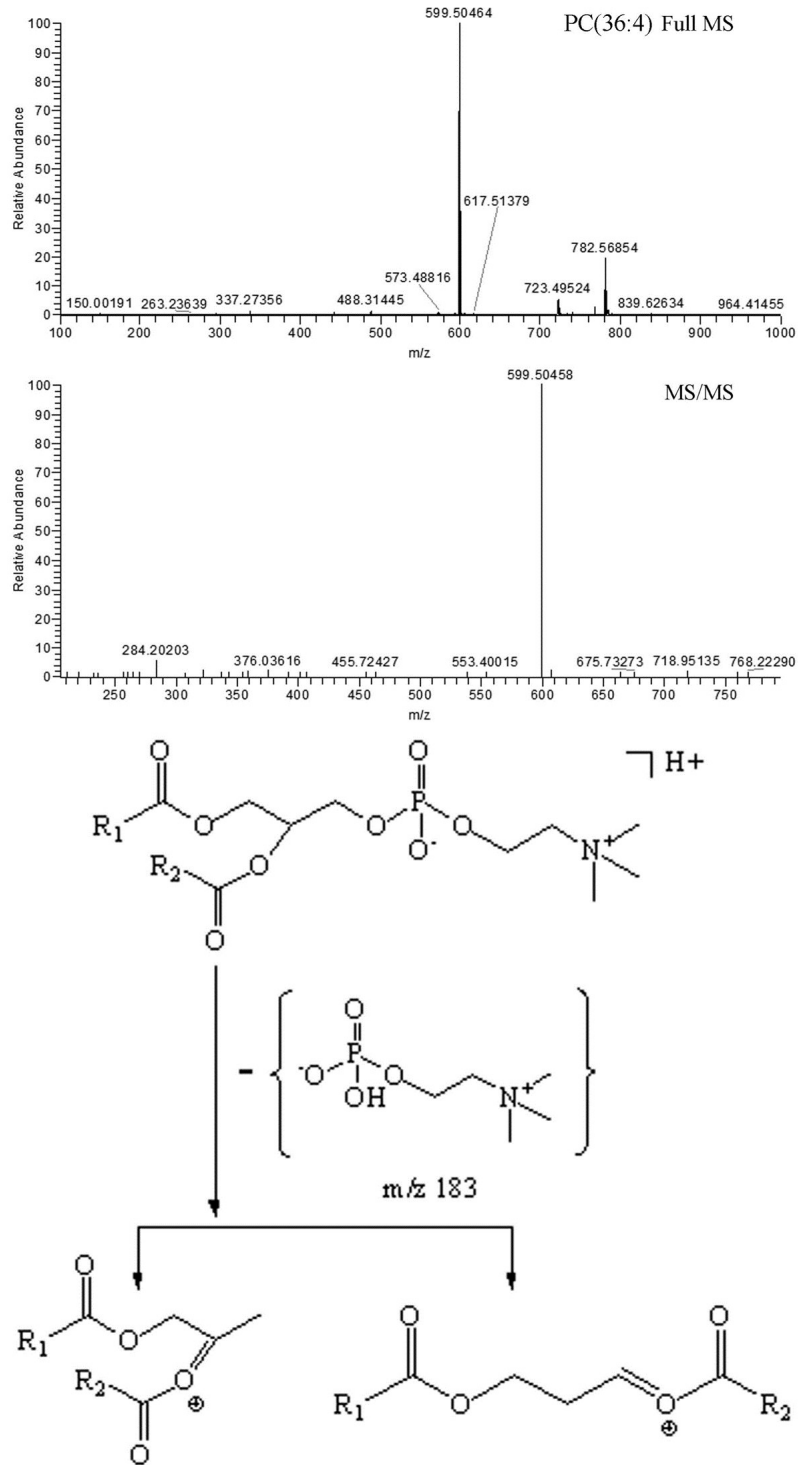 PC(36:4) Full MS
599.50464
617.51379
782.56854
573.48816
723.49524
150.00191
263.23639
337.27356
488.31445
839.62634
964.41455
Relative Abundance
100
90
80
70
60
50
40
30
20
10
0
100 200 300 400 500 600 700 800 900 1000
m/z
MS/MS
599.50458
284.20203
376.03616
455.72427
553.40015
675.73273
718.95135
768.22290
Relative Abundance
100
90
80
70
60
50
40
30
20
10
0
250 300 350 400 450 500 550 600 650 700 750
m/z
O O H+
R1 O O P O
R2 O O- N+
O
-
O
-O P O
OH N+
m/z 183
O O O
R1 O R1 O O R2
R2 O ⊕ ⊕
O